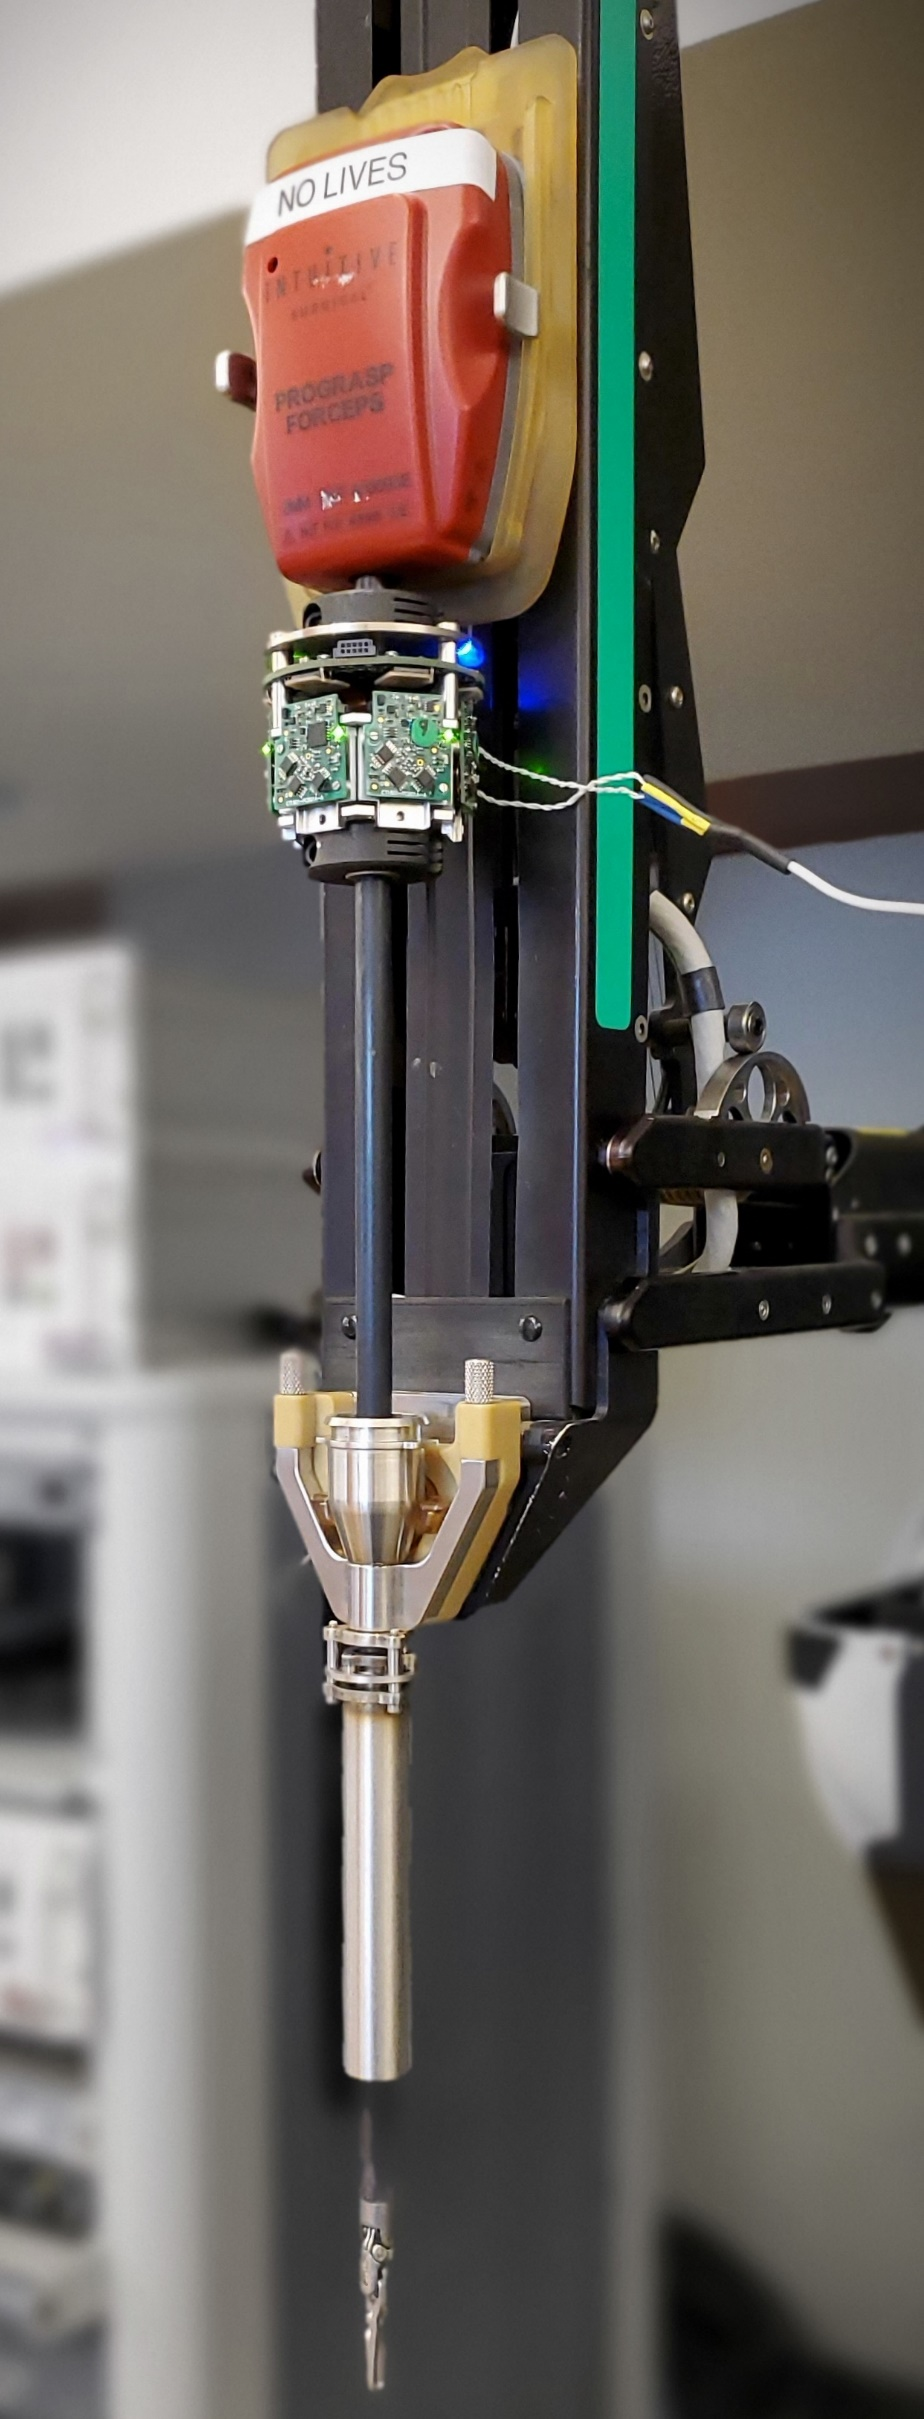 NO LIVES
INTUITIVE
SURGICAL
PROGRASP
FORCEPS